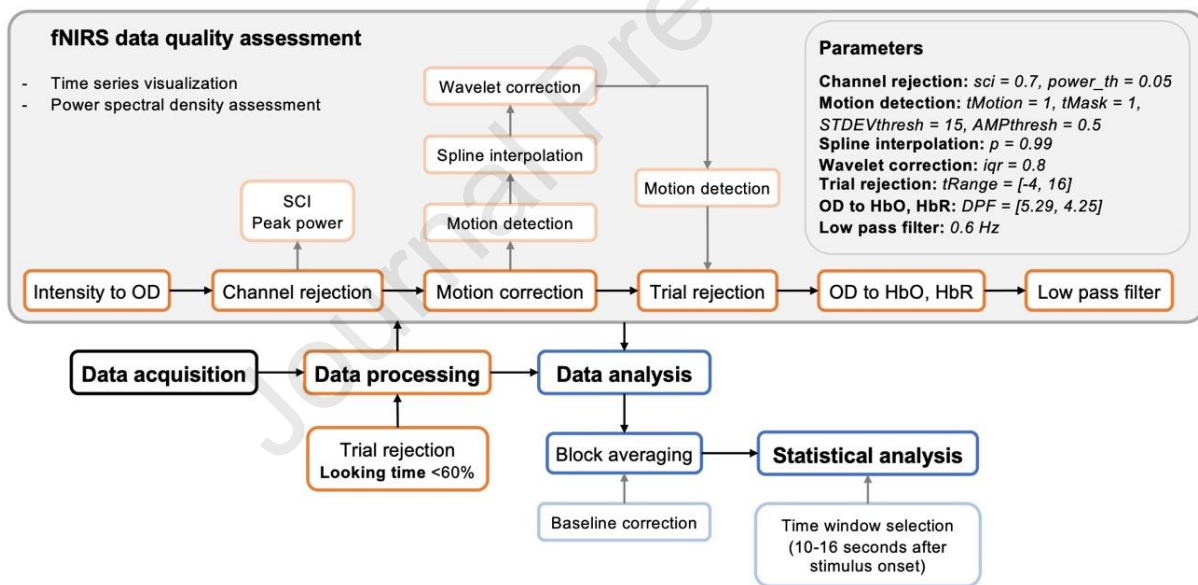 fNIRS data quality assessment
- Time series visualization
- Power spectral density assessment
Wavelet correction
Spline interpolation
Motion detection
SCI
Peak power
Motion detection
Parameters
Channel rejection: sci = 0.7, power_th = 0.05
Motion detection: tMotion = 1, tMask = 1,
STDEVthresh = 15, AMPthresh = 0.5
Spline interpolation: p = 0.99
Wavelet correction: iqr = 0.8
Trial rejection: tRange = [-4, 16]
OD to HbO, HbR: DPF = [5.29, 4.25]
Low pass filter: 0.6 Hz
Intensity to OD
Channel rejection
Motion correction
Trial rejection
OD to HbO, HbR
Low pass filter
Data acquisition
Data processing
Data analysis
Trial rejection
Looking time <60%
Block averaging
Statistical analysis
Baseline correction
Time window selection
(10-16 seconds after
stimulus onset)
Journal Pre